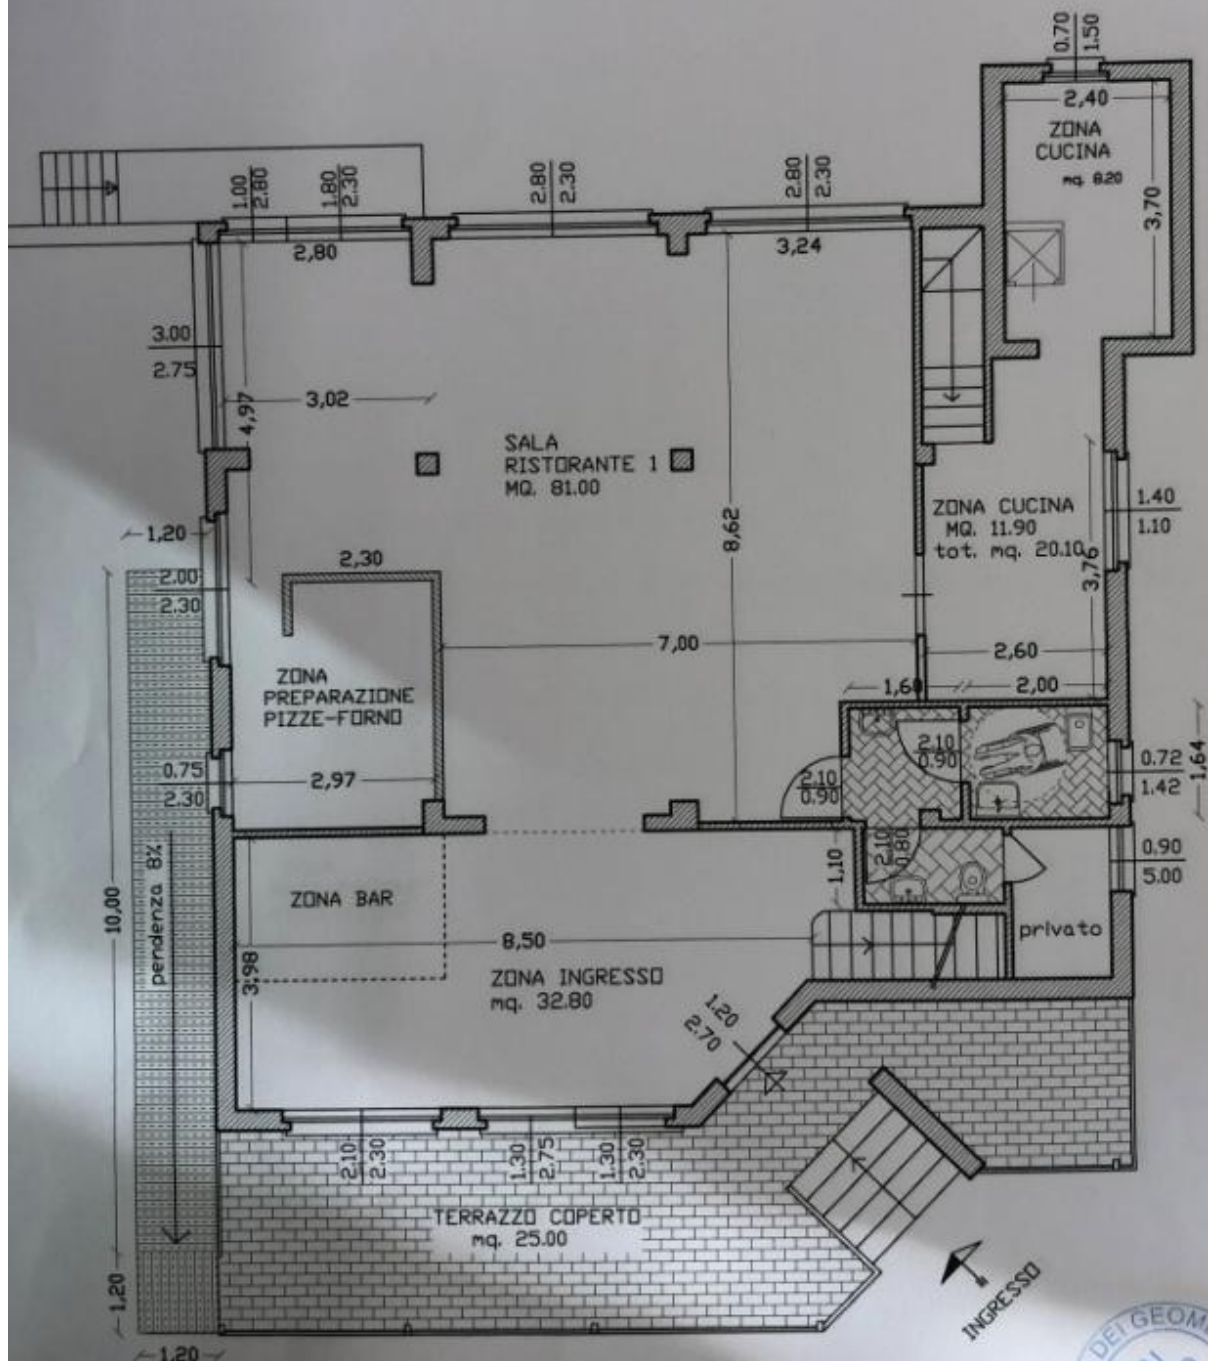 0.70
1.50
2,40
ZONA
CUCINA
mq. 8.20
3,70
1.00
2.80
1.80
2.30
2.80
2.30
2.80
2.30
2,80
3,24
3.00
2.75
4,97
3,02
SALA
RISTORANTE 1
MQ. 81.00
8,62
ZONA CUCINA
MQ. 11.90
tot. mq. 20.10
1.40
1.10
3,76
1,20
2.00
2.30
2,30
7,00
2,60
1,60
2,00
ZONA
PREPARAZIONE
PIZZE-FORNO
2.10
0.90
2.10
0.90
0.72
1.42
1,64
0.75
2.30
2,97
pendenza 8%
10,00
ZONA BAR
1,10
2.10
0.80
0.90
5.00
privato
8,50
3,98
ZONA INGRESSO
mq. 32.80
1.20
2.70
2.10
2.30
1.30
2.75
1.30
2.30
TERRAZZO COPERTO
mq. 25.00
1,20
1,20
INGRESSO
DEI GEOM